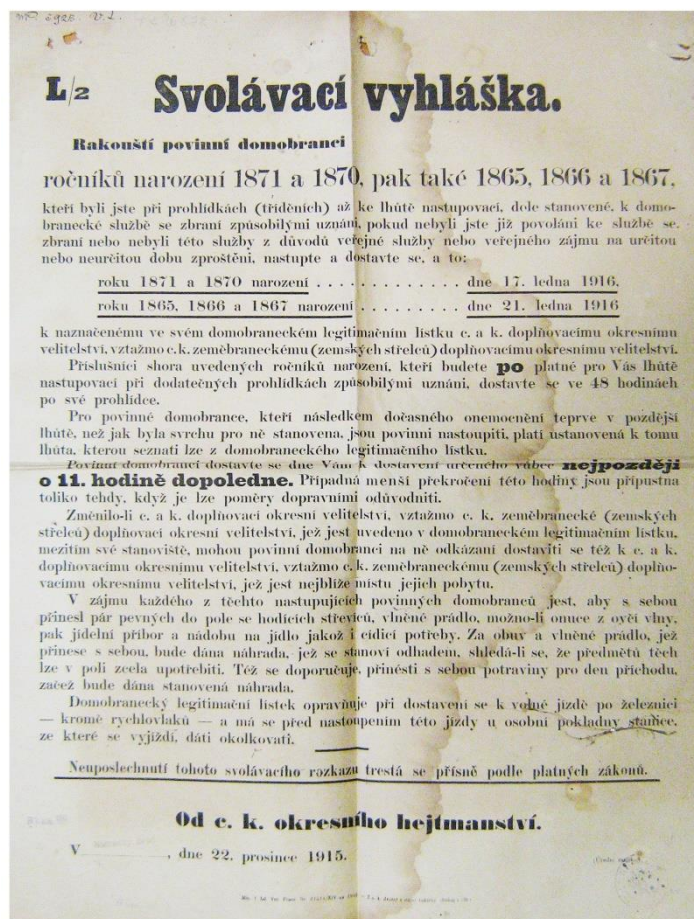 L/2 Svolávací vyhláška.
Rakouští povinní domobranci
ročníků narození 1871 a 1870, pak také 1865, 1866 a 1867,
kteří byli jste při prohlídkách (tříděních) až ke lhůtě nastupovací, dole stanovené, k domo-
branecké službě se zbraní způsobilými uznáni, pokud nebyli jste již povoláni ke službě se
zbraní nebo nebyli této služby z důvodů veřejné služby nebo veřejného zájmu na určitou
nebo neurčitou dobu zproštěni, nastupte a dostavte se, a to:
roku 1871 a 1870 narození . . . . . . . . . . . . . dne 17. ledna 1916,
roku 1865, 1866 a 1867 narození . . . . . . . . . dne 21. ledna 1916
k naznačenému ve svém domobraneckém legitimačním lístku c. a k. doplňovacímu okresnímu
velitelství, vztažmo c. k. zeměbraneckému (zemských střelců) doplňovacímu okresnímu velitelství.
Příslušníci shora uvedených ročníků narození, kteří budete po platné pro Vás lhůtě
nastupovací při dodatečných prohlídkách způsobilými uznáni, dostavte se ve 48 hodinách
po své prohlídce.
Pro povinné domobrance, kteří následkem dočasného onemocnění teprve v pozdější
lhůtě, než jak byla svrchu pro ně stanovena, jsou povinni nastoupiti, platí ustanovená k tomu
lhůta, kterou seznati lze z domobraneckého legitimačního lístku.
Povinní domobranci dostavte se dne Vám k dostavení určeného vůbec nejpozději
o 11. hodině dopoledne. Případná menší překročení této hodiny jsou přípustna
toliko tehdy, když je lze poměry dopravními odůvodniti.
Změnilo-li c. a k. doplňovací okresní velitelství, vztažmo c. k. zeměbranecké (zemských
střelců) doplňovací okresní velitelství, jež jest uvedeno v domobraneckém legitimačním lístku,
mezitím své stanoviště, mohou povinní domobranci na ně odkázaní dostaviti se též k c. a k.
doplňovacímu okresnímu velitelství, vztažmo c. k. zeměbraneckému (zemských střelců) doplňo-
vacímu okresnímu velitelství, jež jest nejblíže místu jejich pobytu.
V zájmu každého z těchto nastupujících povinných domobranců jest, aby s sebou
přinesl pár pevných do pole se hodících střevíců, vlněné prádlo, možno-li onuce z ovčí vlny,
pak jídelní příbor a nádobu na jídlo jakož i cídicí potřeby. Za obuv a vlněné prádlo, jež
přinese s sebou, bude dána náhrada, jež se stanoví odhadem, shledá-li se, že předmětů těch
lze v poli zcela upotřebiti. Též se doporučuje, přinésti s sebou potraviny pro den příchodu,
začež bude dána stanovená náhrada.
Domobranecký legitimační lístek opravňuje při dostavení se k volné jízdě po železnici
— kromě rychlovlaků — a má se před nastoupením této jízdy u osobní pokladny stanice,
ze které se vyjíždí, dáti okolkovati.
Neuposlechnutí tohoto svolávacího rozkazu trestá se přísně podle platných zákonů.
Od c. k. okresního hejtmanství.
V , dne 22. prosince 1915.